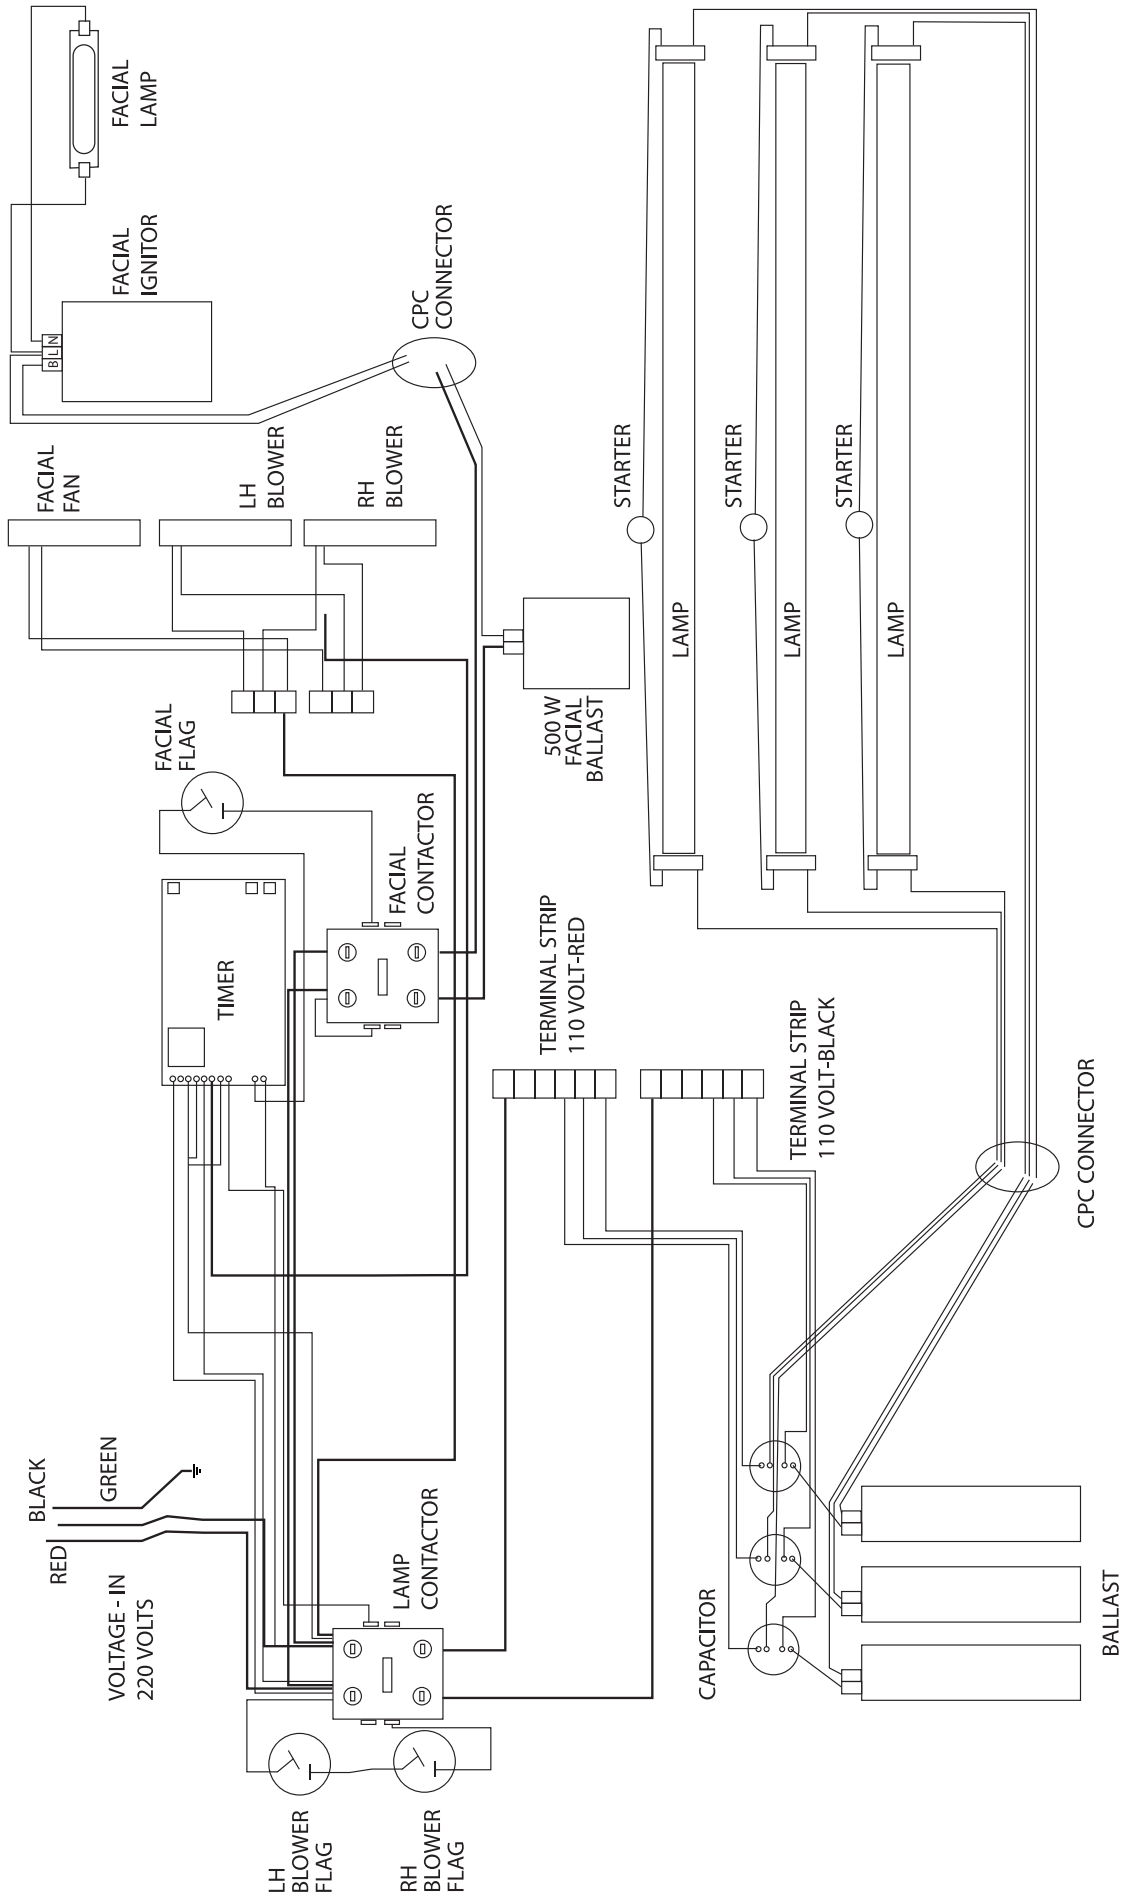 FACIAL
LAMP
FACIAL
IGNITOR
B L N
CPC
CONNECTOR
FACIAL
FAN
LH
BLOWER
RH
BLOWER
STARTER
STARTER
STARTER
LAMP
LAMP
LAMP
500 W
FACIAL
BALLAST
FACIAL
FLAG
FACIAL
CONTACTOR
TIMER
TERMINAL STRIP
110 VOLT-RED
TERMINAL STRIP
110 VOLT-BLACK
CPC CONNECTOR
BLACK
GREEN
RED
VOLTAGE - IN
220 VOLTS
LAMP
CONTACTOR
CAPACITOR
BALLAST
LH
BLOWER
FLAG
RH
BLOWER
FLAG